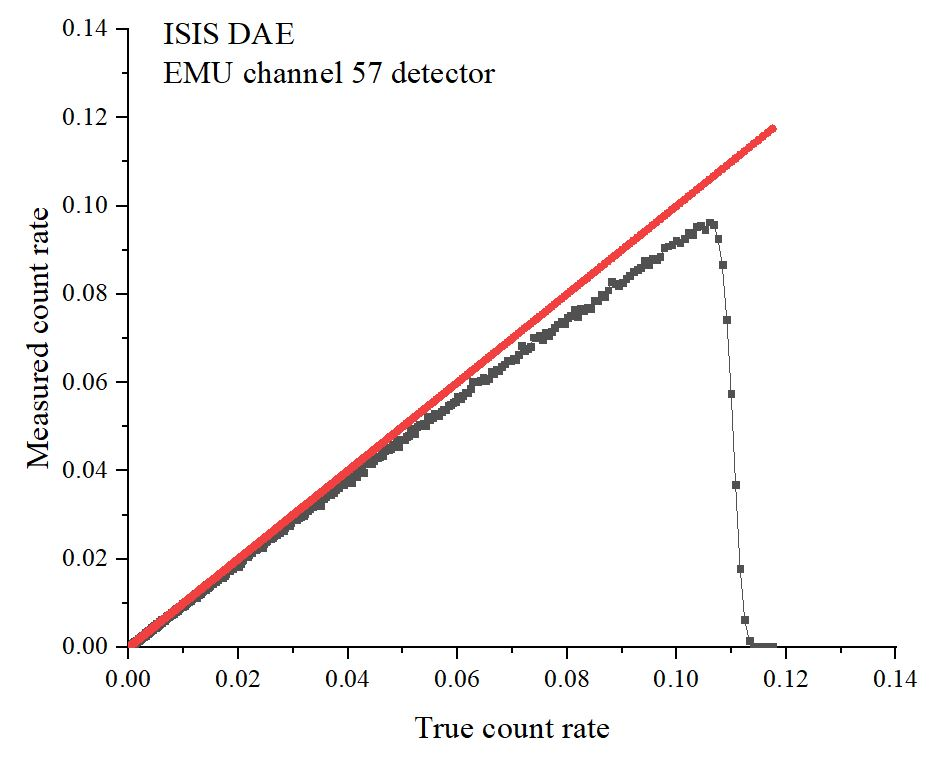 ISIS DAE
EMU channel 57 detector
0.14
0.12
0.10
0.08
0.06
0.04
0.02
0.00
Measured count rate
0.00 0.02 0.04 0.06 0.08 0.10 0.12 0.14
True count rate